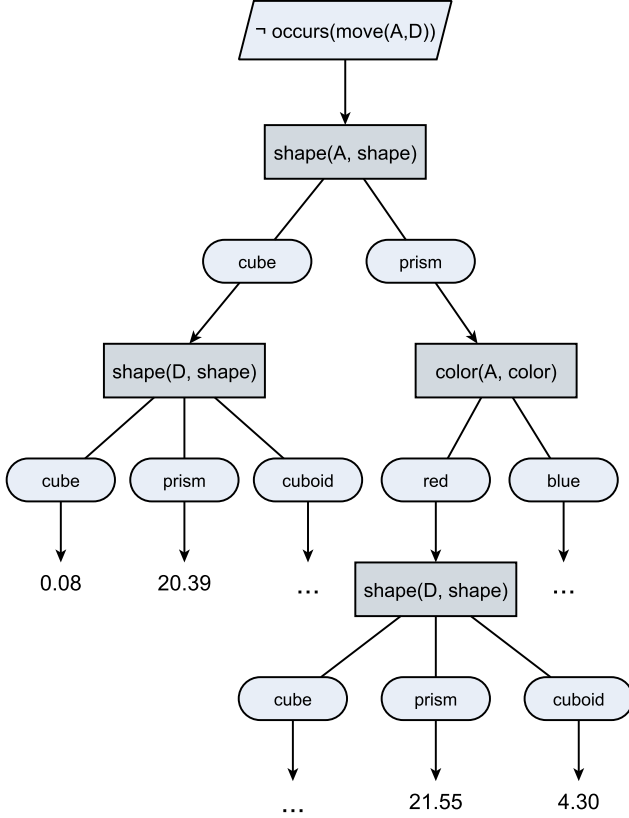 ¬ occurs(move(A,D))
shape(A, shape)
cube
prism
shape(D, shape)
color(A, color)
cube
prism
cuboid
red
blue
0.08
20.39
...
shape(D, shape)
...
cube
prism
cuboid
...
21.55
4.30